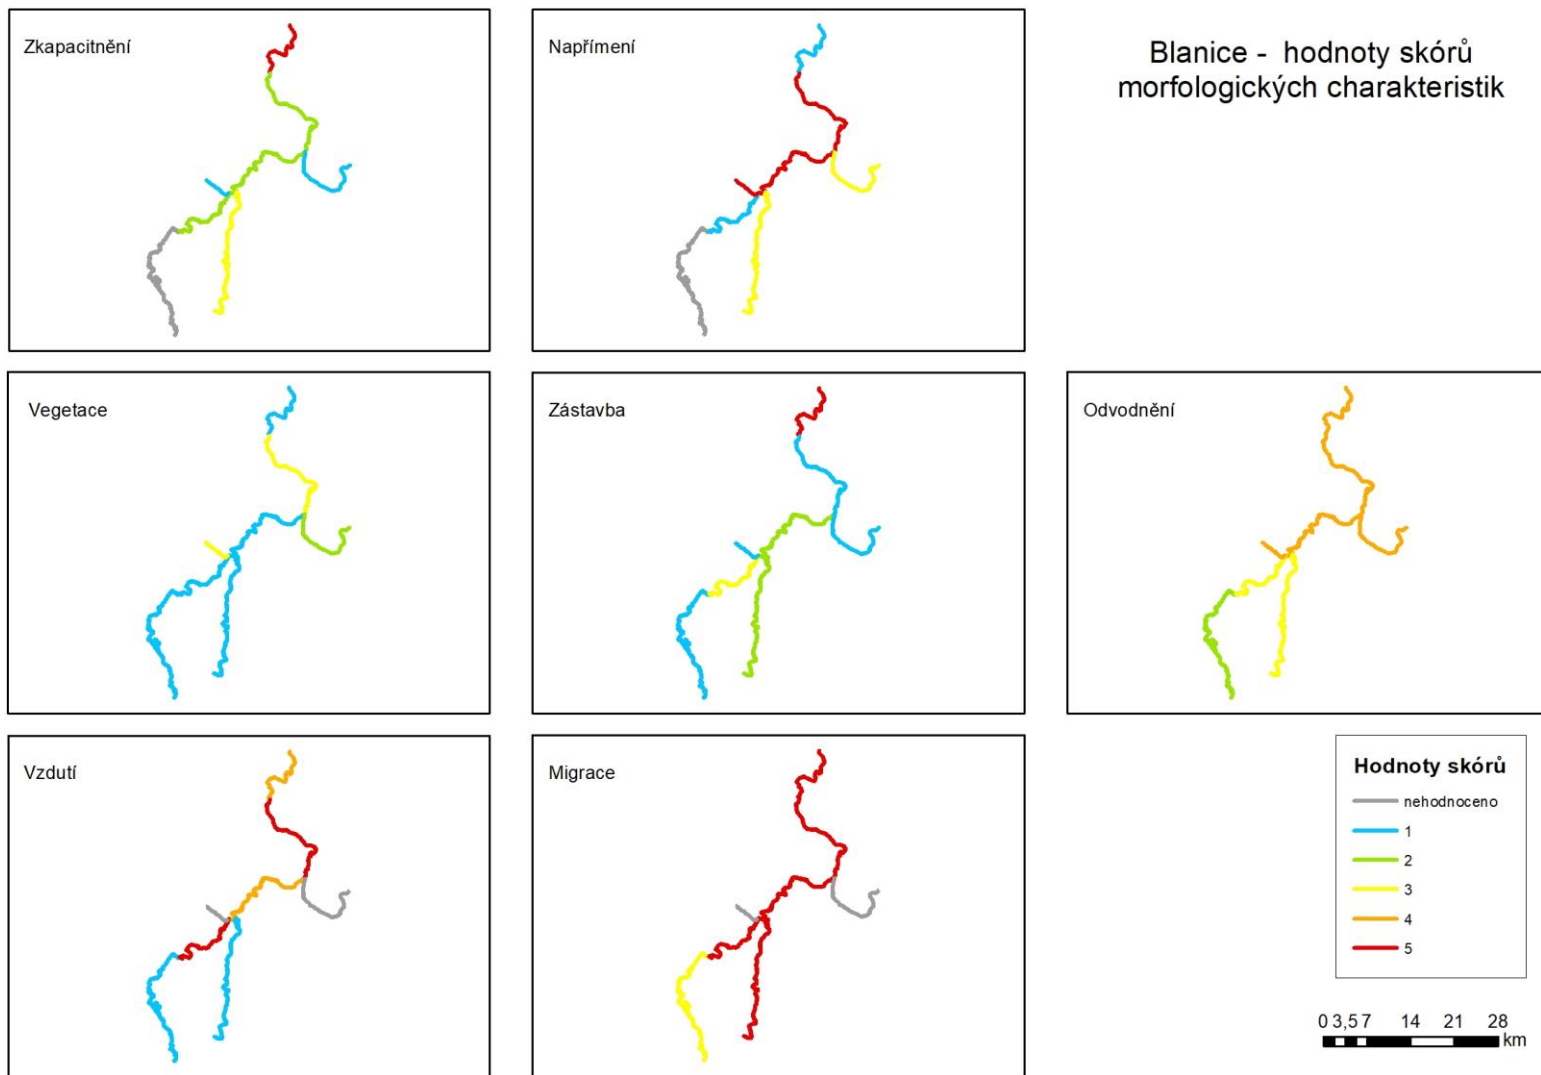 Zkapacitnění
Napřímení
Blanice -  hodnoty skórů
morfologických charakteristik
Vegetace
Zástavba
Odvodnění
Vzdutí
Migrace
Hodnoty skórů
nehodnoceno
1
2
3
4
5
0 3,5 7 14 21 28
km